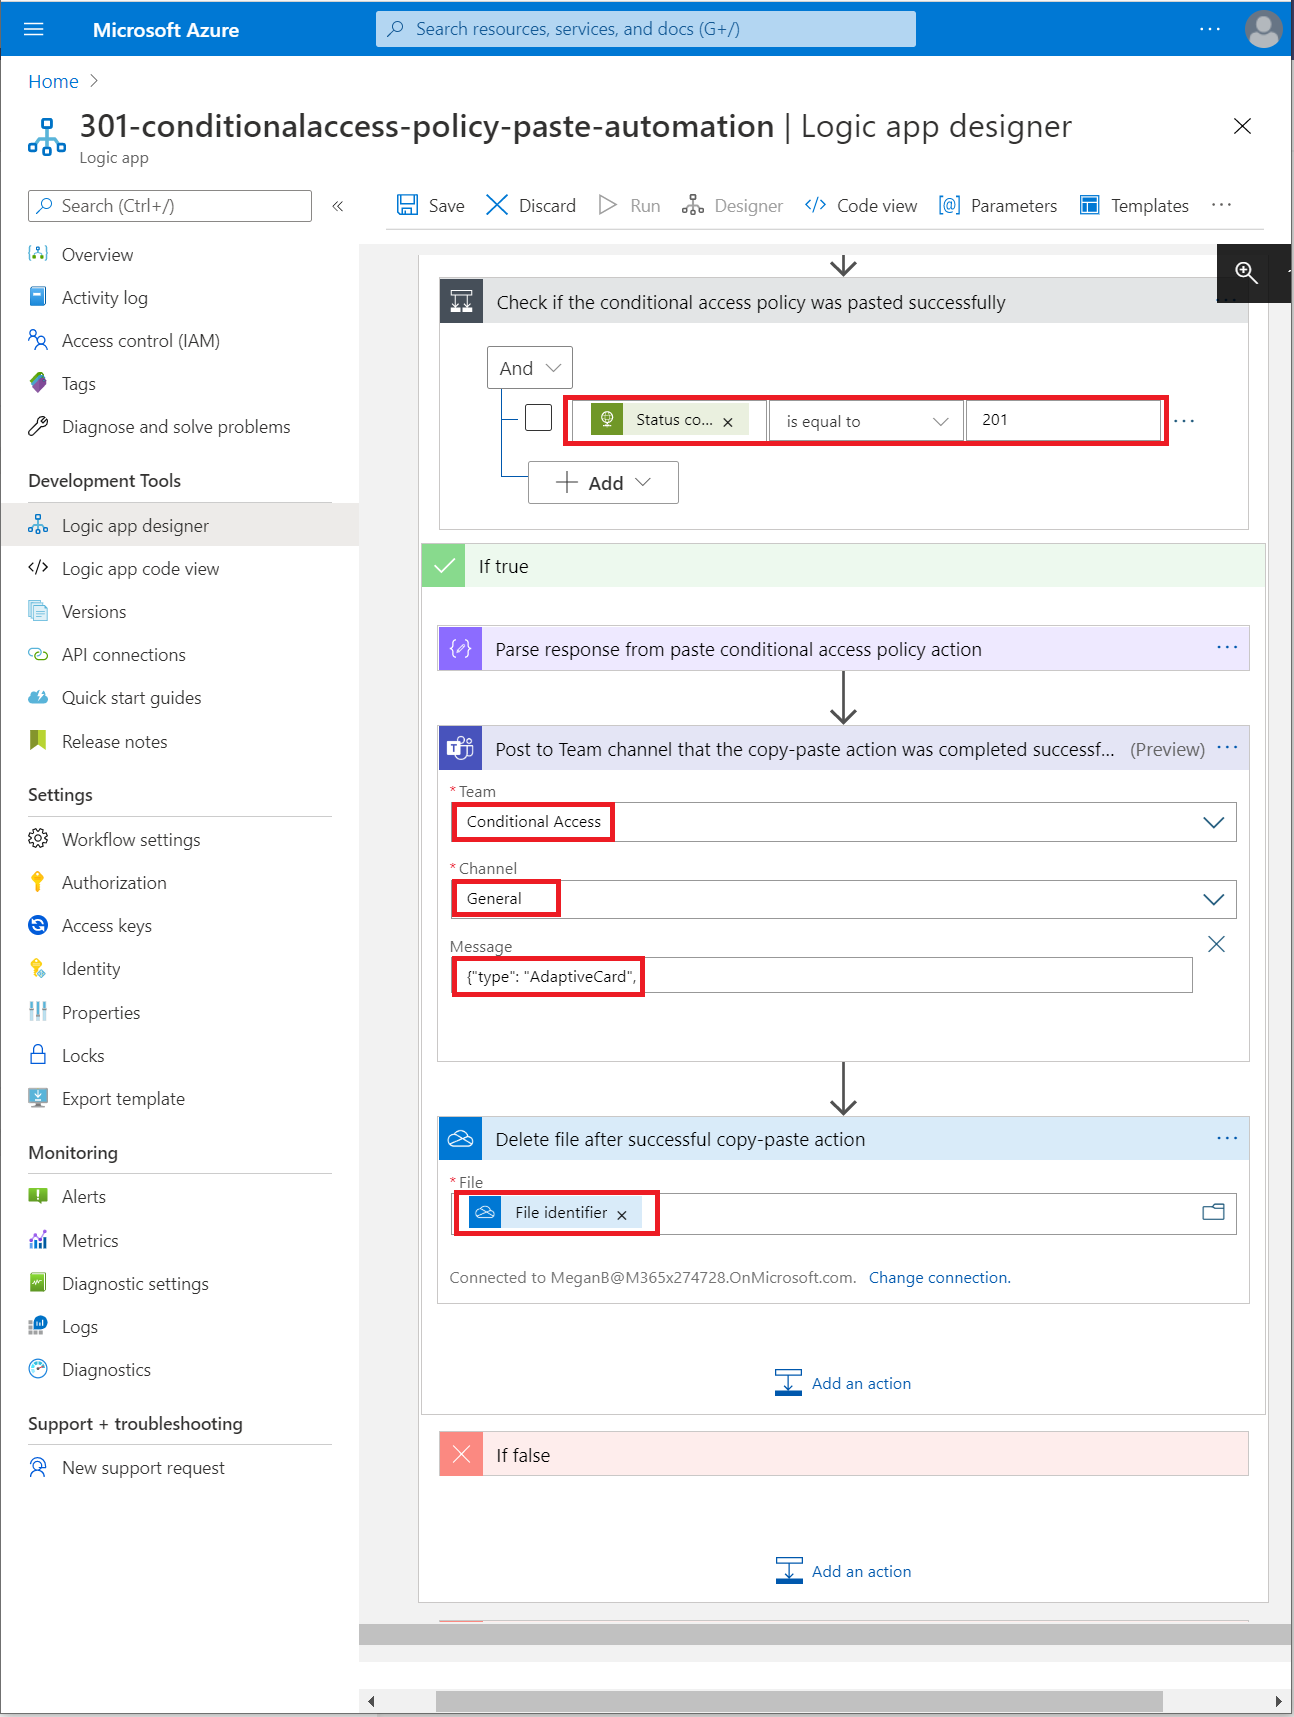 Microsoft Azure
Search resources, services, and docs (G+/)
Home
301-conditionalaccess-policy-paste-automation | Logic app designer
Logic app
Search (Ctrl+/)
Save
Discard
Run
Designer
Code view
Parameters
Templates
Overview
Activity log
Access control (IAM)
Tags
Diagnose and solve problems
Development Tools
Logic app designer
Logic app code view
Versions
API connections
Quick start guides
Release notes
Settings
Workflow settings
Authorization
Access keys
Identity
Properties
Locks
Export template
Monitoring
Alerts
Metrics
Diagnostic settings
Logs
Diagnostics
Support + troubleshooting
New support request
Check if the conditional access policy was pasted successfully
And
Status co...
is equal to
201
Add
If true
Parse response from paste conditional access policy action
Post to Team channel that the copy-paste action was completed successf... (Preview)
* Team
Conditional Access
* Channel
General
Message
{"type": "AdaptiveCard",
Delete file after successful copy-paste action
* File
File identifier
Connected to MeganB@M365x274728.OnMicrosoft.com. Change connection.
Add an action
If false
Add an action